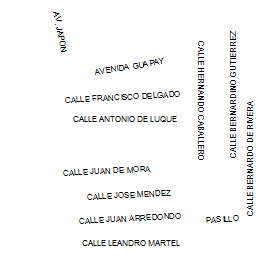 AV. JAPON
AVENIDA GUAPAY
CALLE FRANCISCO DELGADO
CALLE ANTONIO DE LUQUE
CALLE HERNANDO CABALLERO
CALLE BERNARDINO GUTIERREZ
CALLE BERNARDO DE RIVERA
CALLE JUAN DE MORA
CALLE JOSE MENDEZ
CALLE JUAN ARREDONDO
PASILLO
CALLE LEANDRO MARTEL